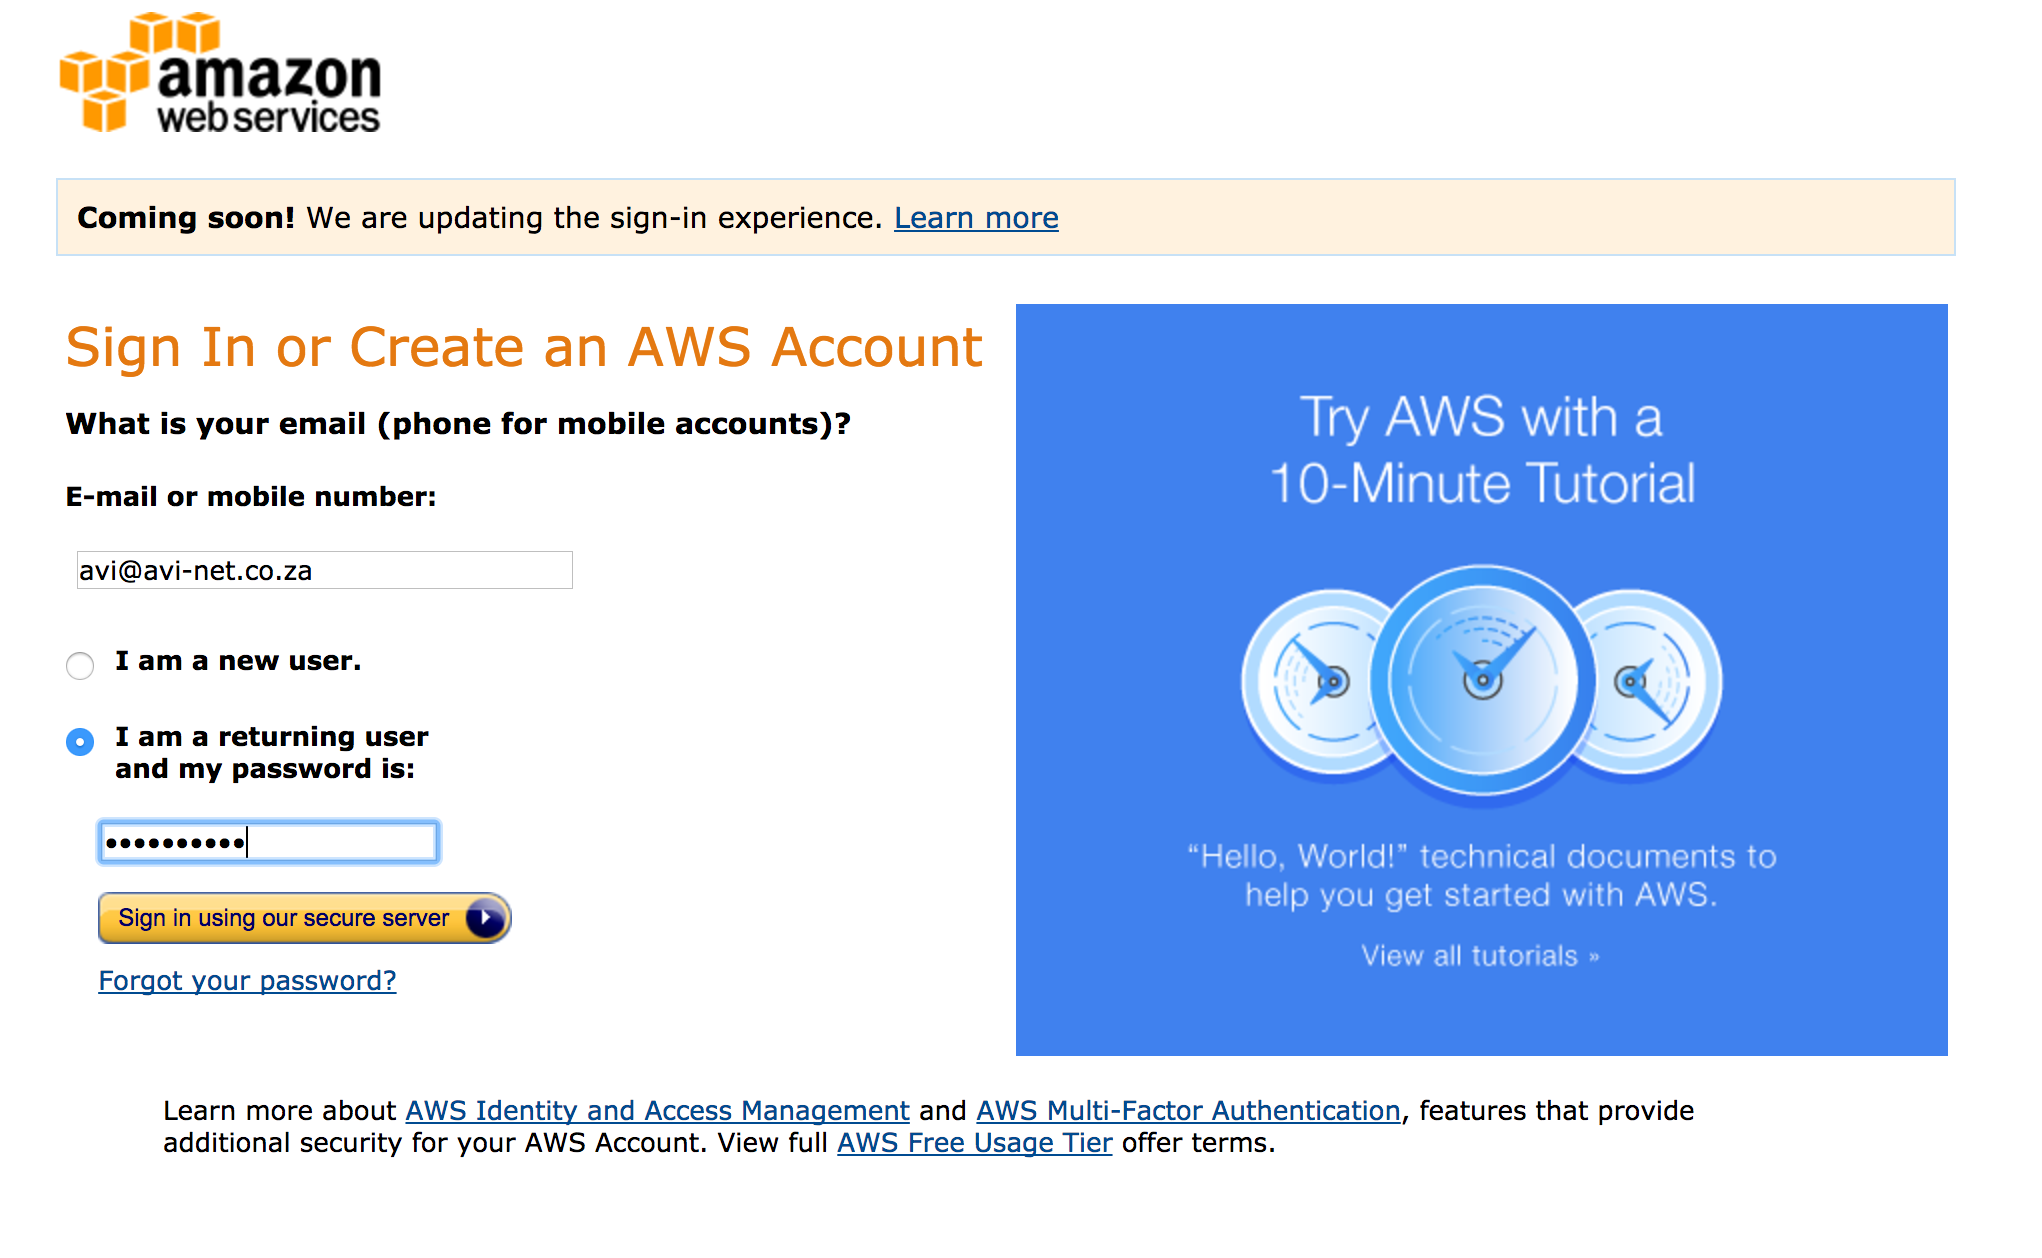 amazon
web services
Coming soon! We are updating the sign-in experience. Learn more
Sign In or Create an AWS Account
What is your email (phone for mobile accounts)?
E-mail or mobile number:
avi@avi-net.co.za
I am a new user.
I am a returning user
and my password is:
••••••••••
Sign in using our secure server
Forgot your password?
Try AWS with a
10-Minute Tutorial
“Hello, World!” technical documents to
help you get started with AWS.
View all tutorials »
Learn more about AWS Identity and Access Management and AWS Multi-Factor Authentication, features that provide
additional security for your AWS Account. View full AWS Free Usage Tier offer terms.